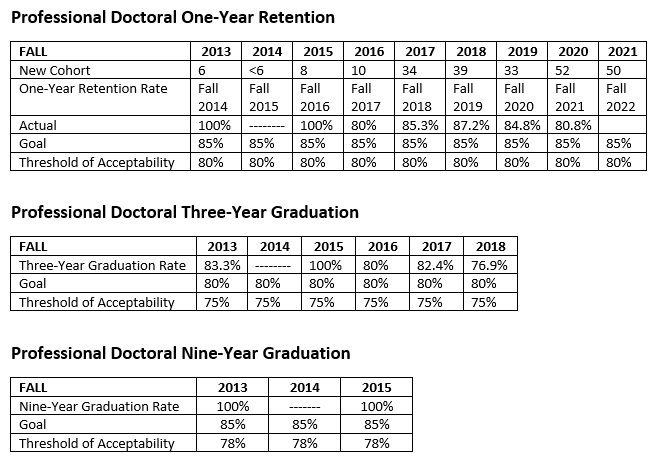 Professional Doctoral One-Year Retention
FALL 2013 2014 2015 2016 2017 2018 2019 2020 2021
New Cohort 6 <6 8 10 34 39 33 52 50
One-Year Retention Rate Fall Fall Fall Fall Fall Fall Fall Fall Fall
2014 2015 2016 2017 2018 2019 2020 2021 2022
Actual 100% -------- 100% 80% 85.3% 87.2% 84.8% 80.8%
Goal 85% 85% 85% 85% 85% 85% 85% 85% 85%
Threshold of Acceptability 80% 80% 80% 80% 80% 80% 80% 80% 80%
Professional Doctoral Three-Year Graduation
FALL 2013 2014 2015 2016 2017 2018
Three-Year Graduation Rate 83.3% -------- 100% 80% 82.4% 76.9%
Goal 80% 80% 80% 80% 80% 80%
Threshold of Acceptability 75% 75% 75% 75% 75% 75%
Professional Doctoral Nine-Year Graduation
FALL 2013 2014 2015
Nine-Year Graduation Rate 100% ------- 100%
Goal 85% 85% 85%
Threshold of Acceptability 78% 78% 78%